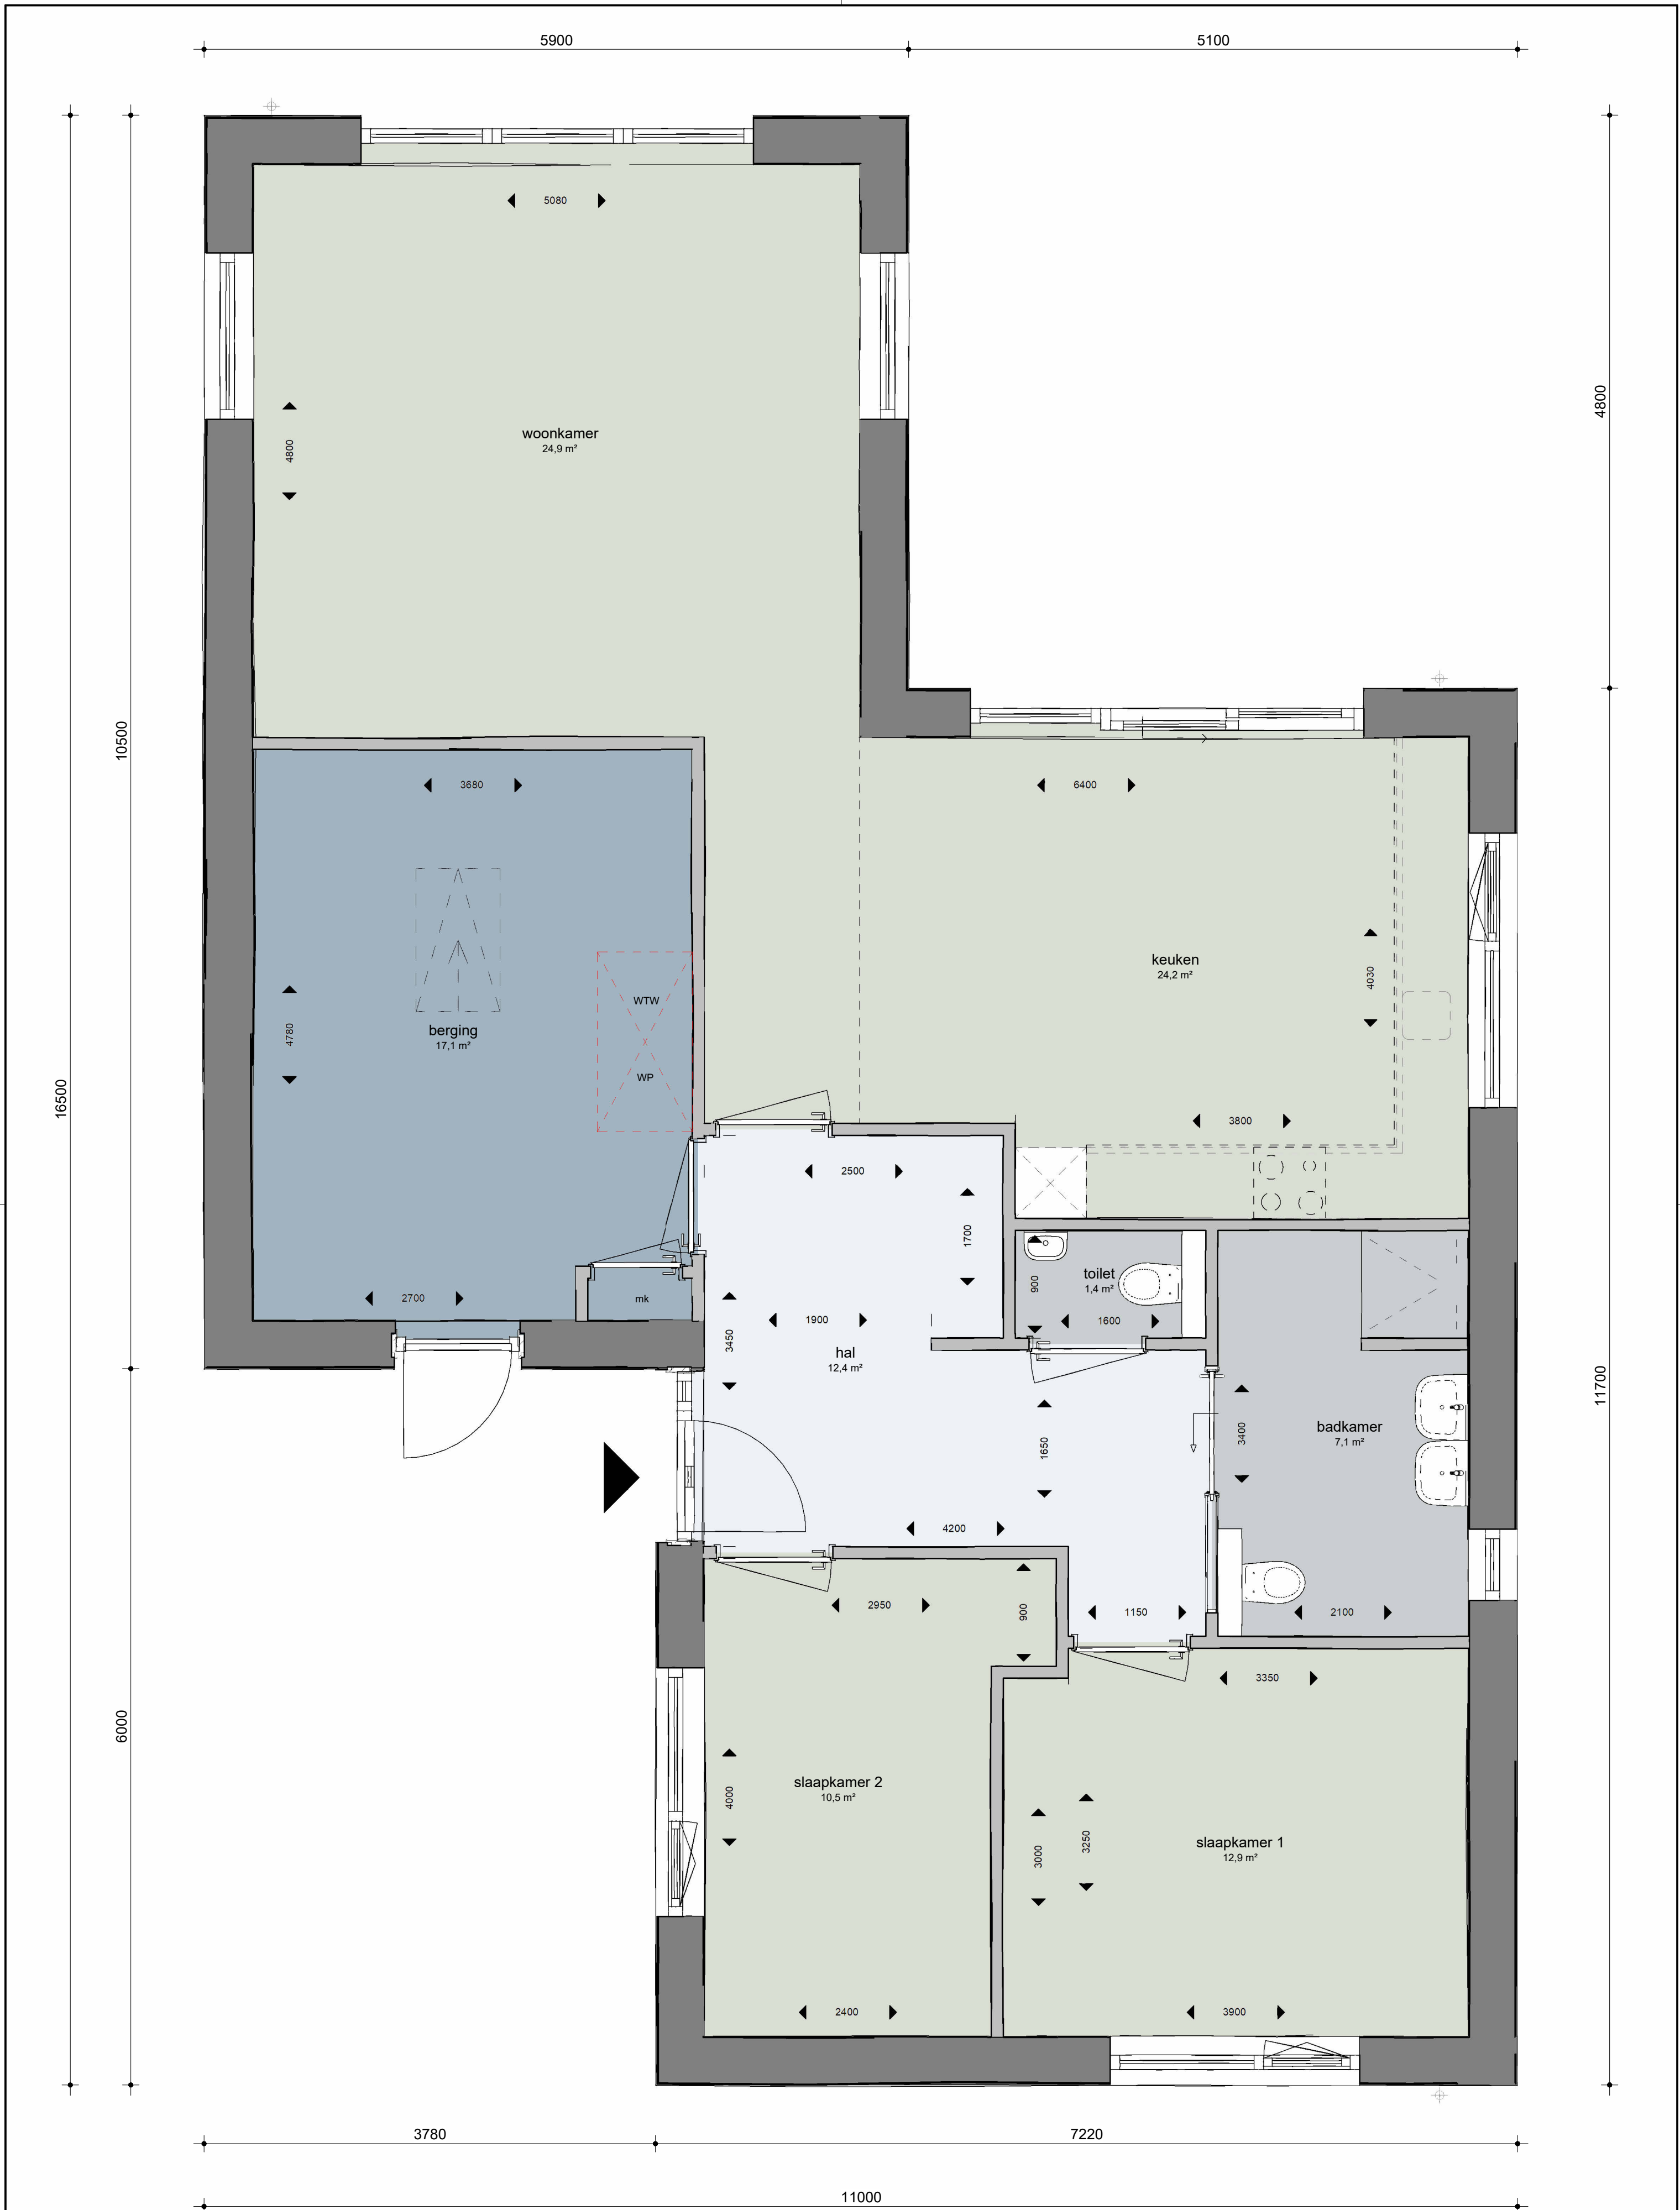 5900
5100
5080
4800
4800
woonkamer
24,9 m²
10500
3680
6400
keuken
24,2 m²
4030
WTW
berging
17,1 m²
4780
WP
16500
3800
2500
1700
toilet
1,4 m²
900
1600
2700
mk
3450
1900
hal
12,4 m²
11700
badkamer
7,1 m²
3400
1650
4200
2950
900
1150
2100
3350
6000
slaapkamer 2
10,5 m²
4000
slaapkamer 1
12,9 m²
3000
3250
2400
3900
3780
7220
11000